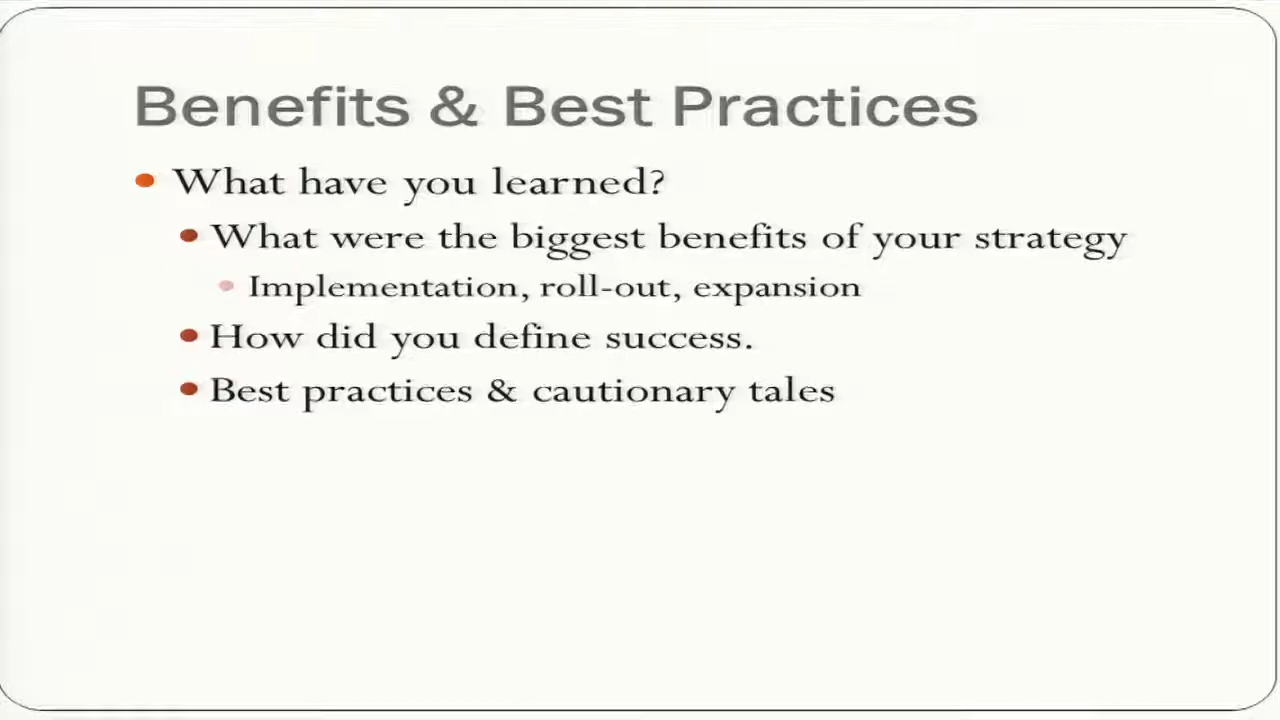 Benefits & Best Practices
What have you learned?
What were the biggest benefits of your strategy
Implementation, roll-out, expansion
How did you define success.
Best practices & cautionary tales